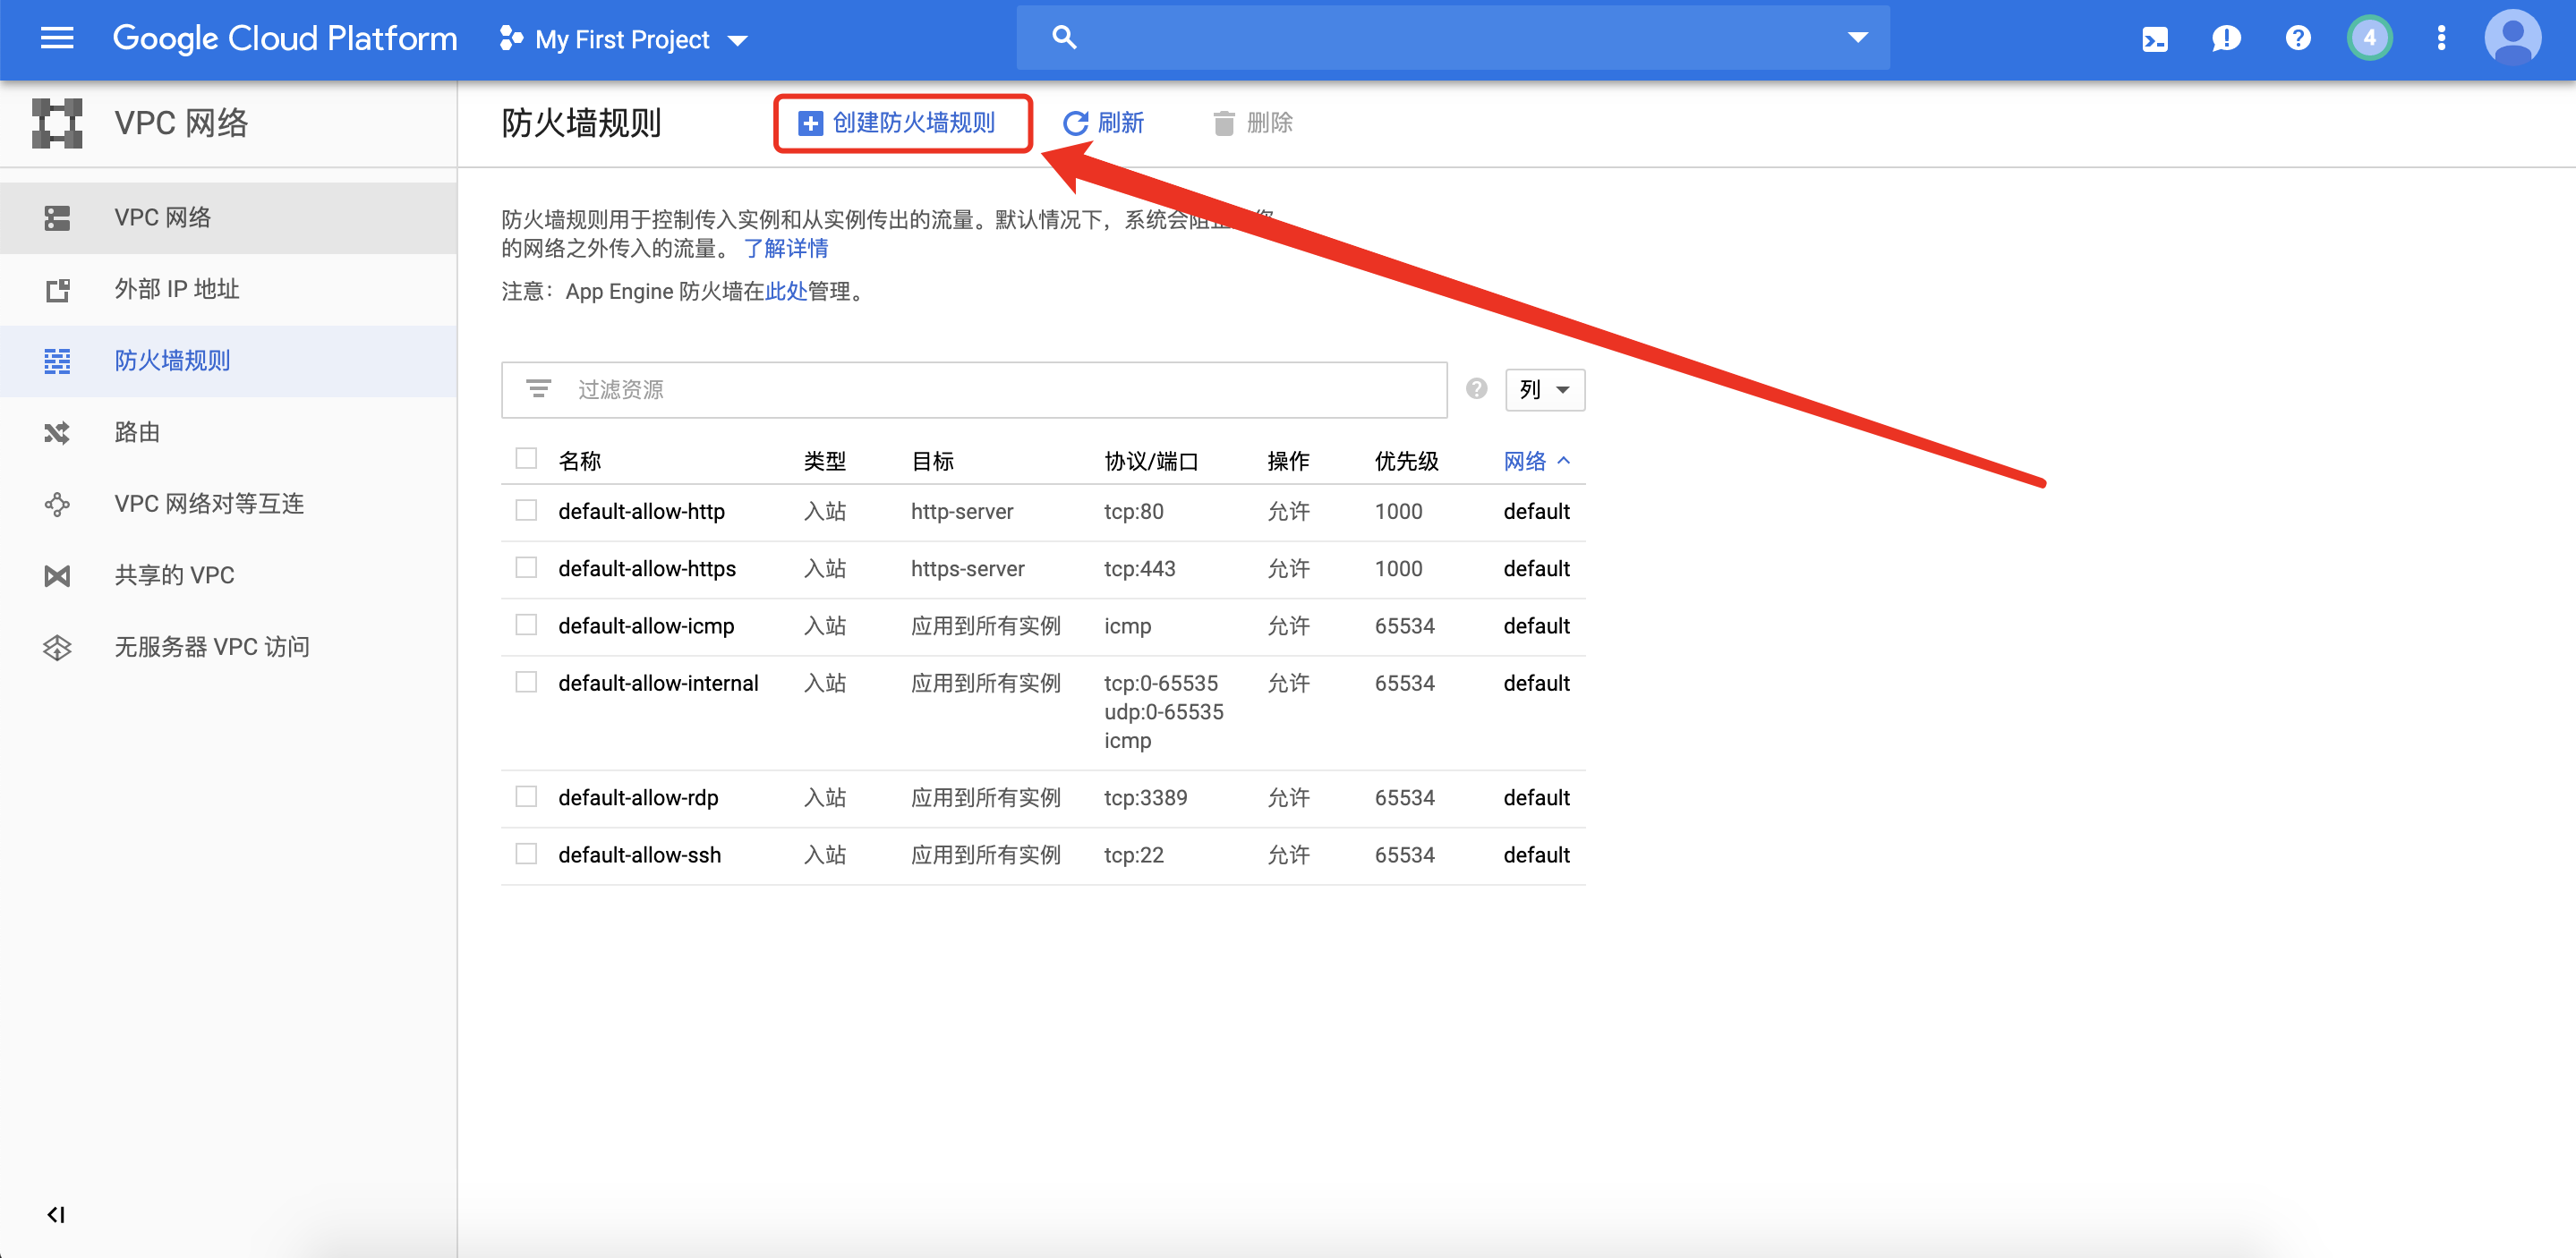 Google Cloud Platform
My First Project
4
VPC 网络
防火墙规则
创建防火墙规则
刷新
删除
VPC 网络
外部 IP 地址
防火墙规则
路由
VPC 网络对等互连
共享的 VPC
无服务器 VPC 访问
防火墙规则用于控制传入实例和从实例传出的流量。默认情况下，系统会阻
的网络之外传入的流量。 了解详情
注意：App Engine 防火墙在此处管理。
过滤资源
列
名称 类型 目标 协议/端口 操作 优先级 网络
default-allow-http 入站 http-server tcp:80 允许 1000 default
default-allow-https 入站 https-server tcp:443 允许 1000 default
default-allow-icmp 入站 应用到所有实例 icmp 允许 65534 default
default-allow-internal 入站 应用到所有实例 tcp:0-65535 允许 65534 default
udp:0-65535
icmp
default-allow-rdp 入站 应用到所有实例 tcp:3389 允许 65534 default
default-allow-ssh 入站 应用到所有实例 tcp:22 允许 65534 default